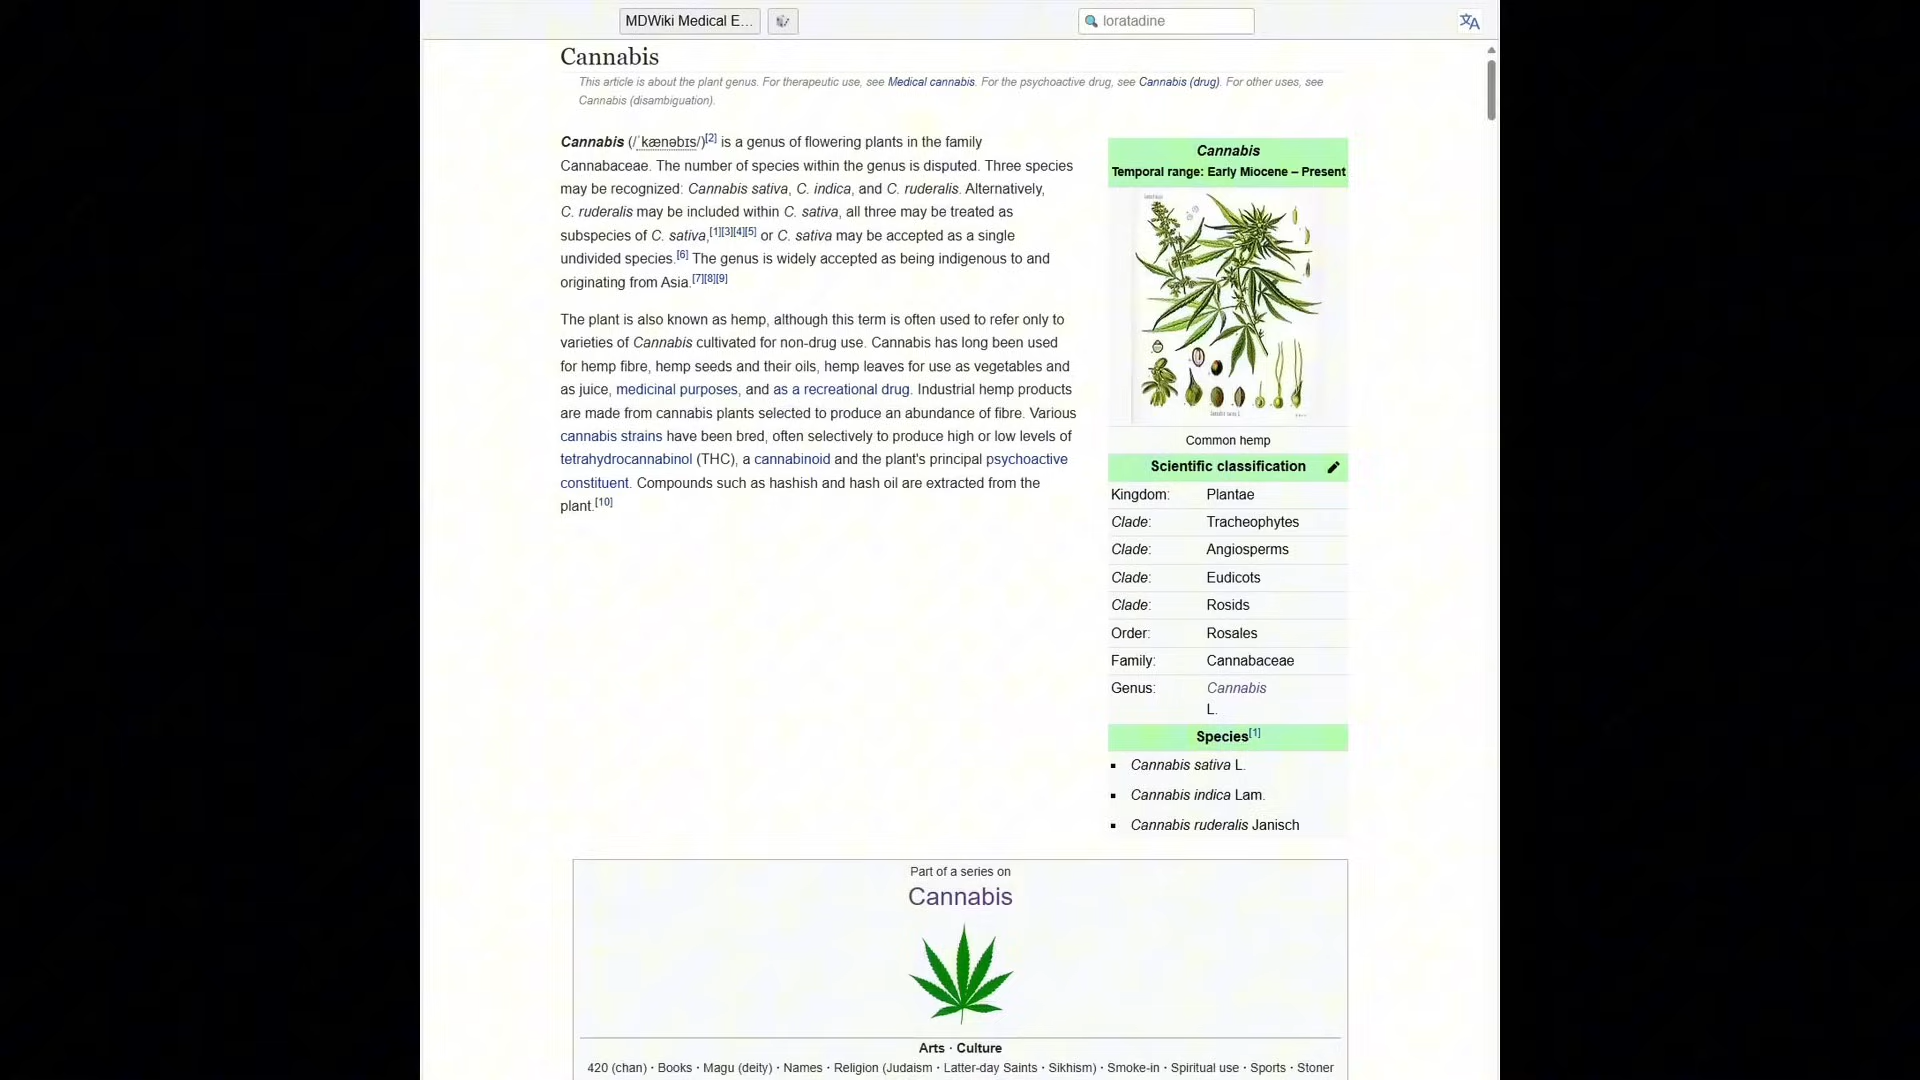 MDWiki Medical E...
loratadine
Cannabis
This article is about the plant genus. For therapeutic use, see Medical cannabis. For the psychoactive drug, see Cannabis (drug). For other uses, see
Cannabis (disambiguation).
Cannabis (/ˈkænəbɪs/)[2] is a genus of flowering plants in the family
Cannabaceae. The number of species within the genus is disputed. Three species
may be recognized: Cannabis sativa, C. indica, and C. ruderalis. Alternatively,
C. ruderalis may be included within C. sativa, all three may be treated as
subspecies of C. sativa,[1][3][4][5] or C. sativa may be accepted as a single
undivided species.[6] The genus is widely accepted as being indigenous to and
originating from Asia.[7][8][9]
The plant is also known as hemp, although this term is often used to refer only to
varieties of Cannabis cultivated for non-drug use. Cannabis has long been used
for hemp fibre, hemp seeds and their oils, hemp leaves for use as vegetables and
as juice, medicinal purposes, and as a recreational drug. Industrial hemp products
are made from cannabis plants selected to produce an abundance of fibre. Various
cannabis strains have been bred, often selectively to produce high or low levels of
tetrahydrocannabinol (THC), a cannabinoid and the plant's principal psychoactive
constituent. Compounds such as hashish and hash oil are extracted from the
plant.[10]
Cannabis
Temporal range: Early Miocene – Present
Common hemp
Scientific classification
Kingdom: Plantae
Clade: Tracheophytes
Clade: Angiosperms
Clade: Eudicots
Clade: Rosids
Order: Rosales
Family: Cannabaceae
Genus: Cannabis
L.
Species[1]
Cannabis sativa L.
Cannabis indica Lam.
Cannabis ruderalis Janisch
Part of a series on
Cannabis
Arts · Culture
420 (chan) · Books · Magu (deity) · Names · Religion (Judaism · Latter-day Saints · Sikhism) · Smoke-in · Spiritual use · Sports · Stoner